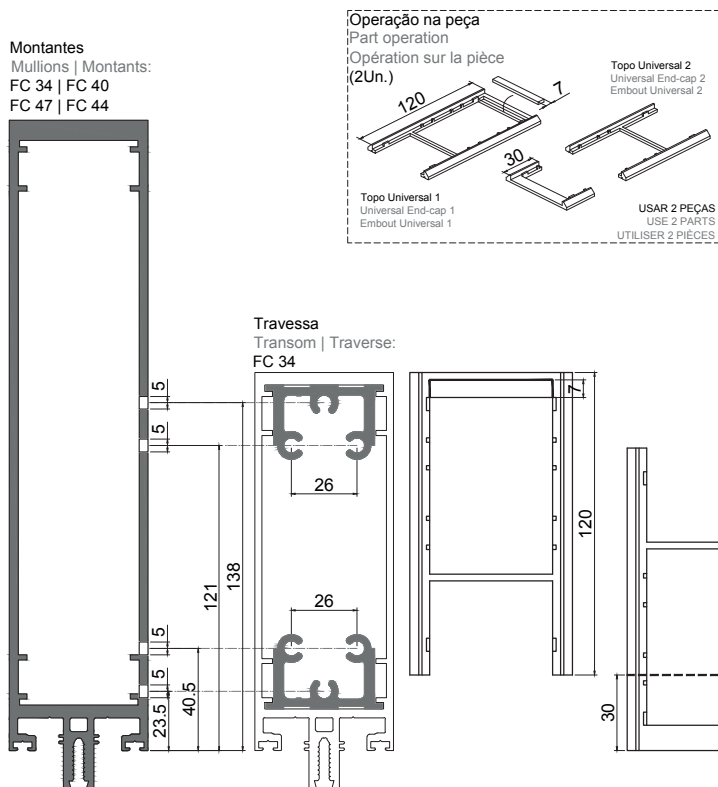 Operação na peça
Part operation
Opération sur la pièce
(2Un.)
120
7
30
Topo Universal 1
Universal End-cap 1
Embout Universal 1
Topo Universal 2
Universal End-cap 2
Embout Universal 2
USAR 2 PEÇAS
USE 2 PARTS
UTILISER 2 PIÈCES
Montantes
Mullions | Montants:
FC 34 | FC 40
FC 47 | FC 44
5
5
5
5
23.5
40.5
121
138
Travessa
Transom | Traverse:
FC 34
26
26
7
120
30